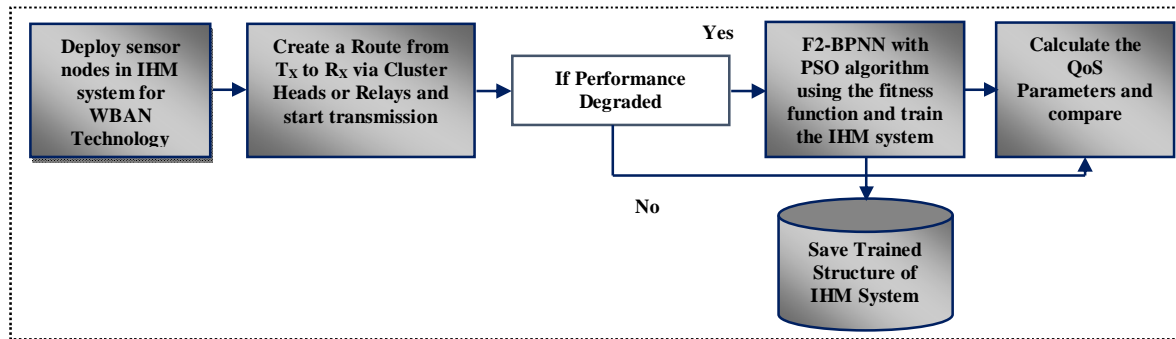 Deploy sensor
nodes in IHM
system for
WBAN
Technology
Create a Route from
TX to RX via Cluster
Heads or Relays and
start transmission
If Performance
Degraded
Yes
No
F2-BPNN with
PSO algorithm
using the fitness
function and train
the IHM system
Save Trained
Structure of
IHM System
Calculate the
QoS
Parameters and
compare